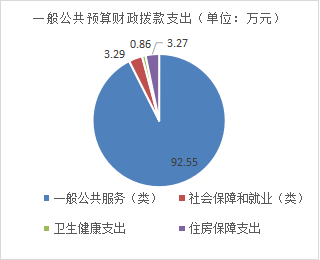 一般公共预算财政拨款支出（单位：万元）
3.29
0.86
3.27
92.55
一般公共服务（类）
社会保障和就业（类）
卫生健康支出
住房保障支出